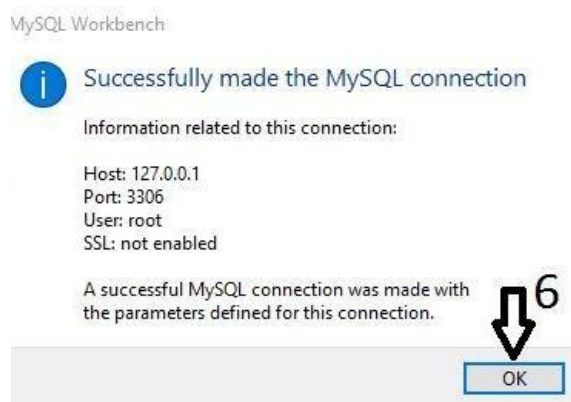 MySQL Workbench
Successfully made the MySQL connection
Information related to this connection:
Host: 127.0.0.1
Port: 3306
User: root
SSL: not enabled
A successful MySQL connection was made with
the parameters defined for this connection.
6
OK